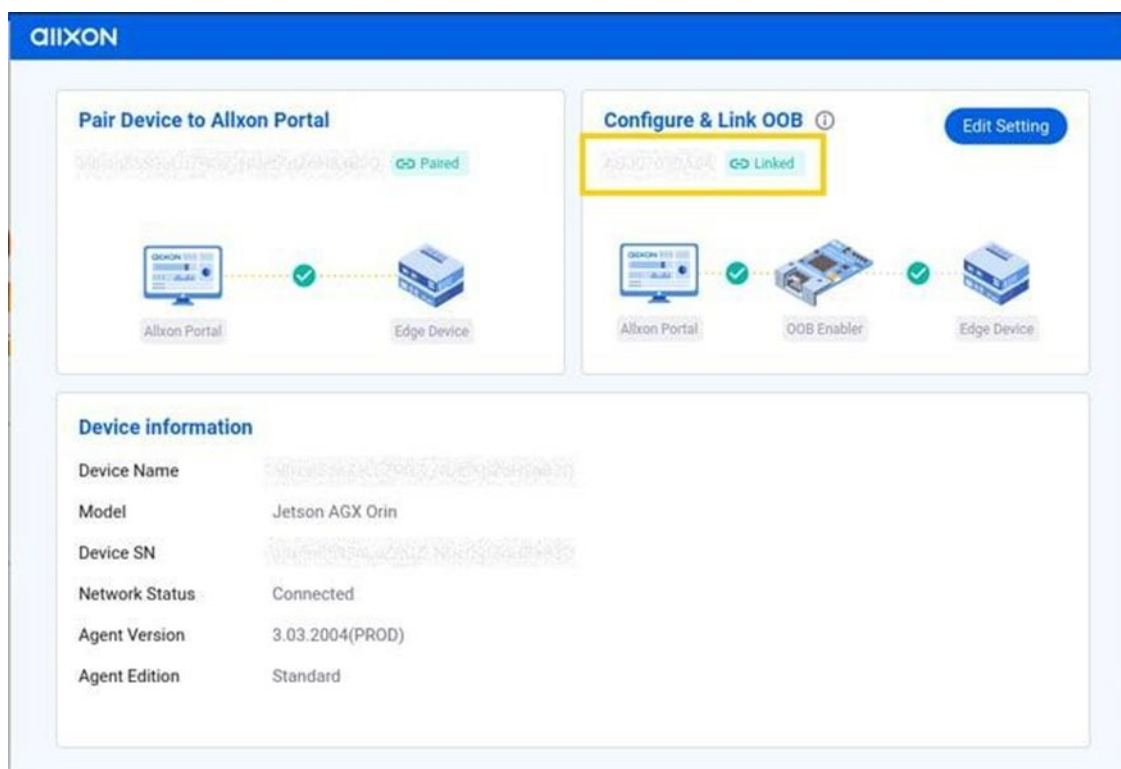 allxon
Pair Device to Allxon Portal
Paired
Allxon Portal
Edge Device
Configure & Link OOB
Edit Setting
Linked
Allxon Portal
OOB Enabler
Edge Device
Device information
Device Name
Model Jetson AGX Orin
Device SN
Network Status Connected
Agent Version 3.03.2004(PROD)
Agent Edition Standard